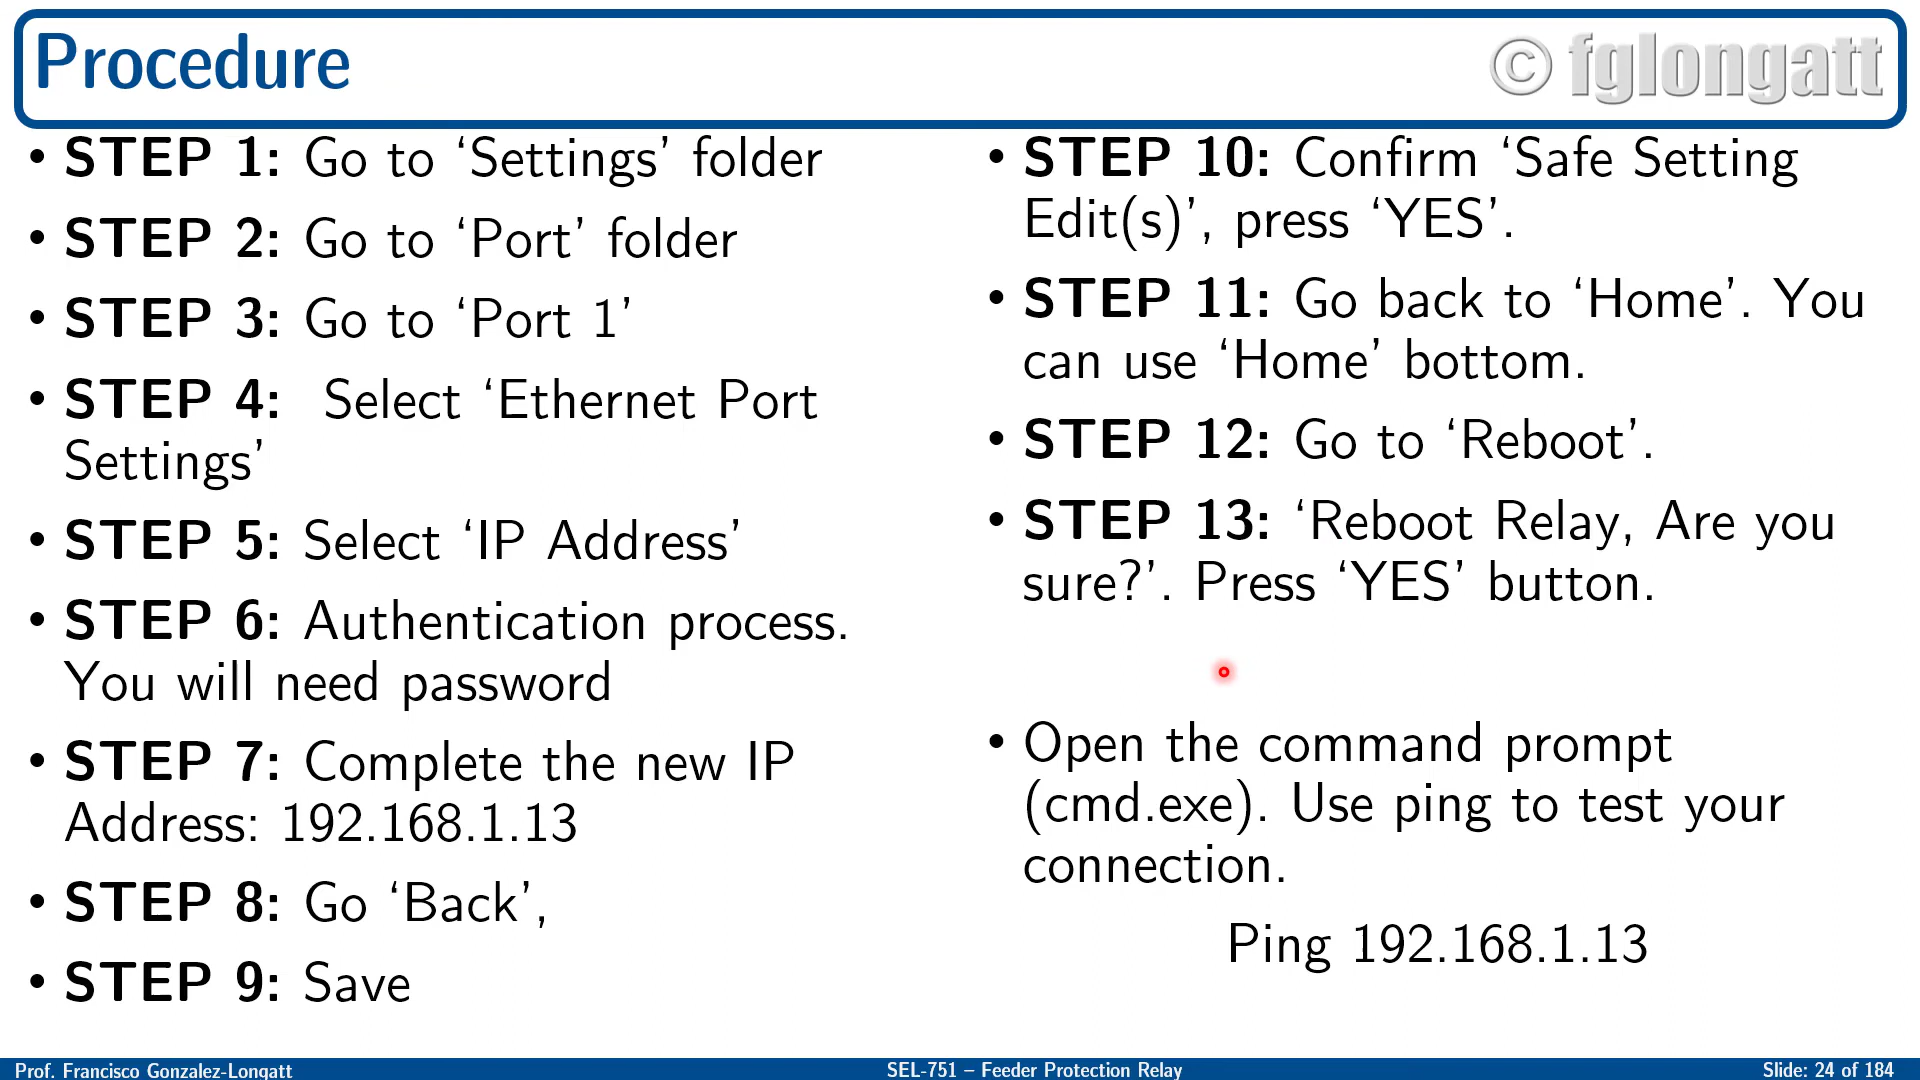 Procedure
© fglongatt
• STEP 1: Go to ‘Settings’ folder
• STEP 2: Go to ‘Port’ folder
• STEP 3: Go to ‘Port 1’
• STEP 4: Select ‘Ethernet Port
Settings’
• STEP 5: Select ‘IP Address’
• STEP 6: Authentication process.
You will need password
• STEP 7: Complete the new IP
Address: 192.168.1.13
• STEP 8: Go ‘Back’,
• STEP 9: Save
• STEP 10: Confirm ‘Safe Setting
Edit(s)’, press ‘YES’.
• STEP 11: Go back to ‘Home’. You
can use ‘Home’ bottom.
• STEP 12: Go to ‘Reboot’.
• STEP 13: ‘Reboot Relay, Are you
sure?’. Press ‘YES’ button.
• Open the command prompt
(cmd.exe). Use ping to test your
connection.
Ping 192.168.1.13
Prof. Francisco Gonzalez-Longatt
SEL-751 – Feeder Protection Relay
Slide: 24 of 184